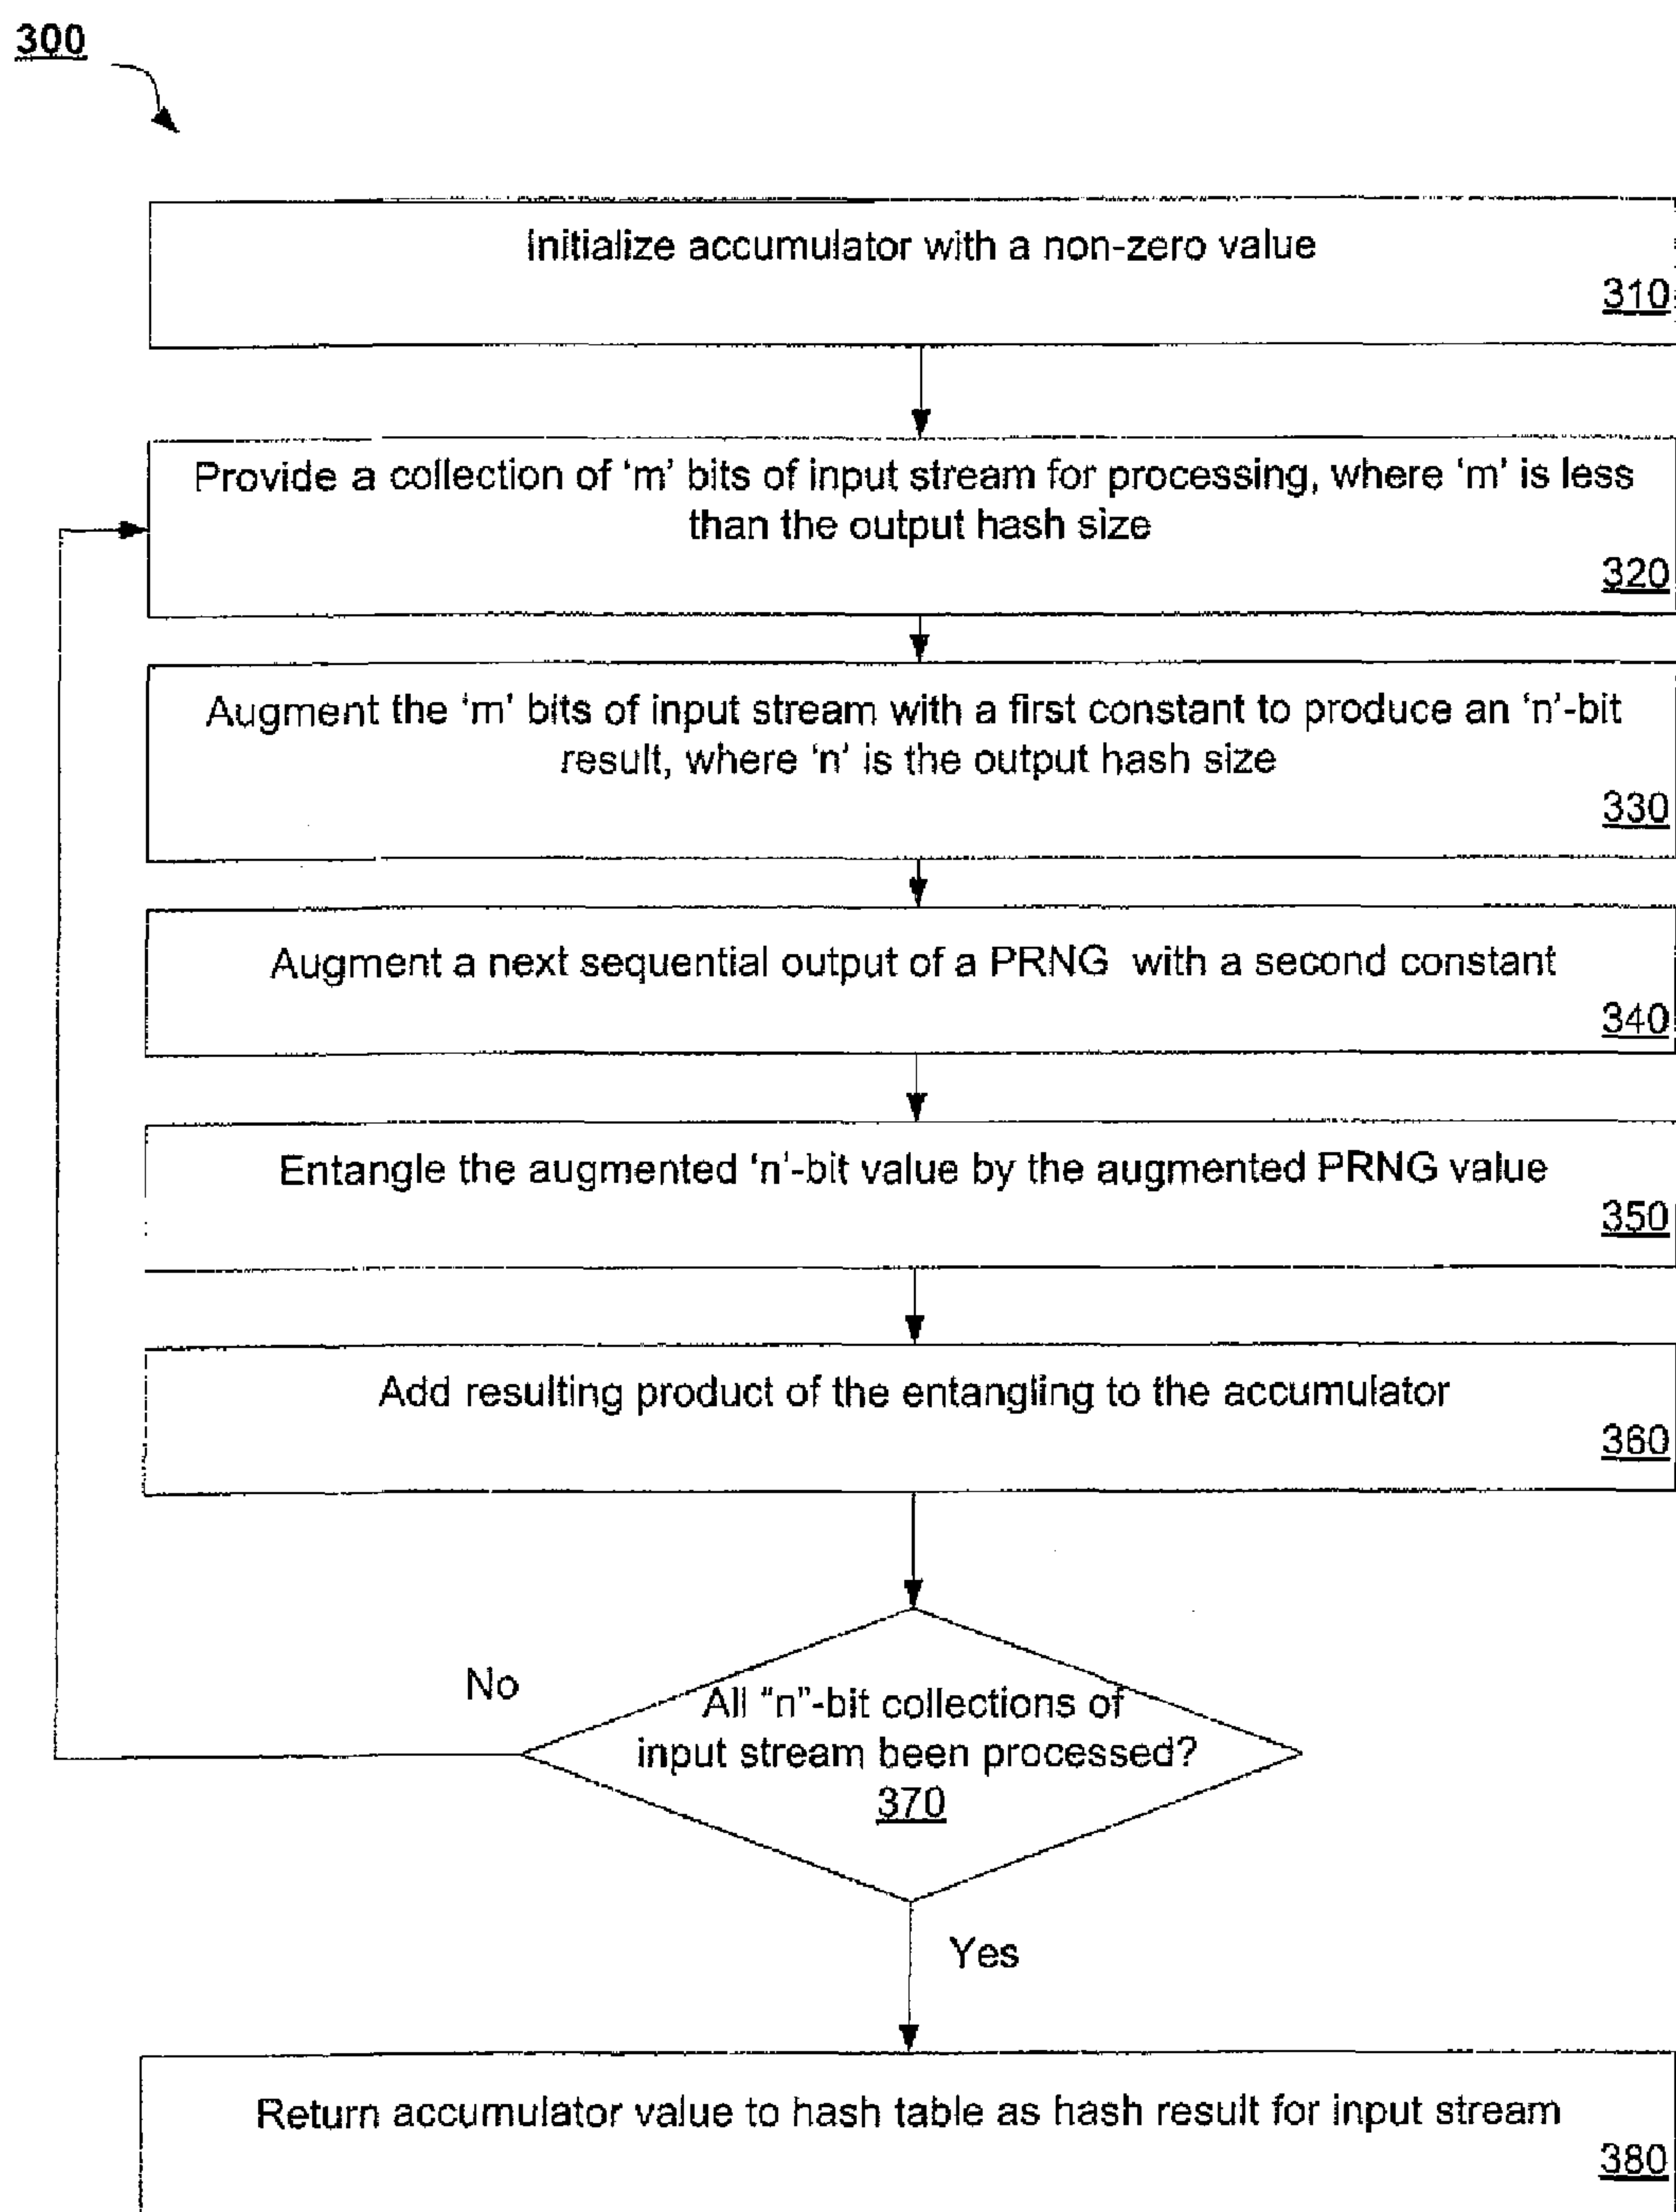 300
Initialize accumulator with a non-zero value
310
Provide a collection of ‘m’ bits of input stream for processing, where ‘m’ is less
than the output hash size
320
Augment the ‘m’ bits of input stream with a first constant to produce an ‘n’-bit
result, where ‘n’ is the output hash size
330
Augment a next sequential output of a PRNG with a second constant
340
Entangle the augmented ‘n’-bit value by the augmented PRNG value
350
Add resulting product of the entangling to the accumulator
360
No
All “n”-bit collections of
input stream been processed?
370
Yes
Return accumulator value to hash table as hash result for input stream
380